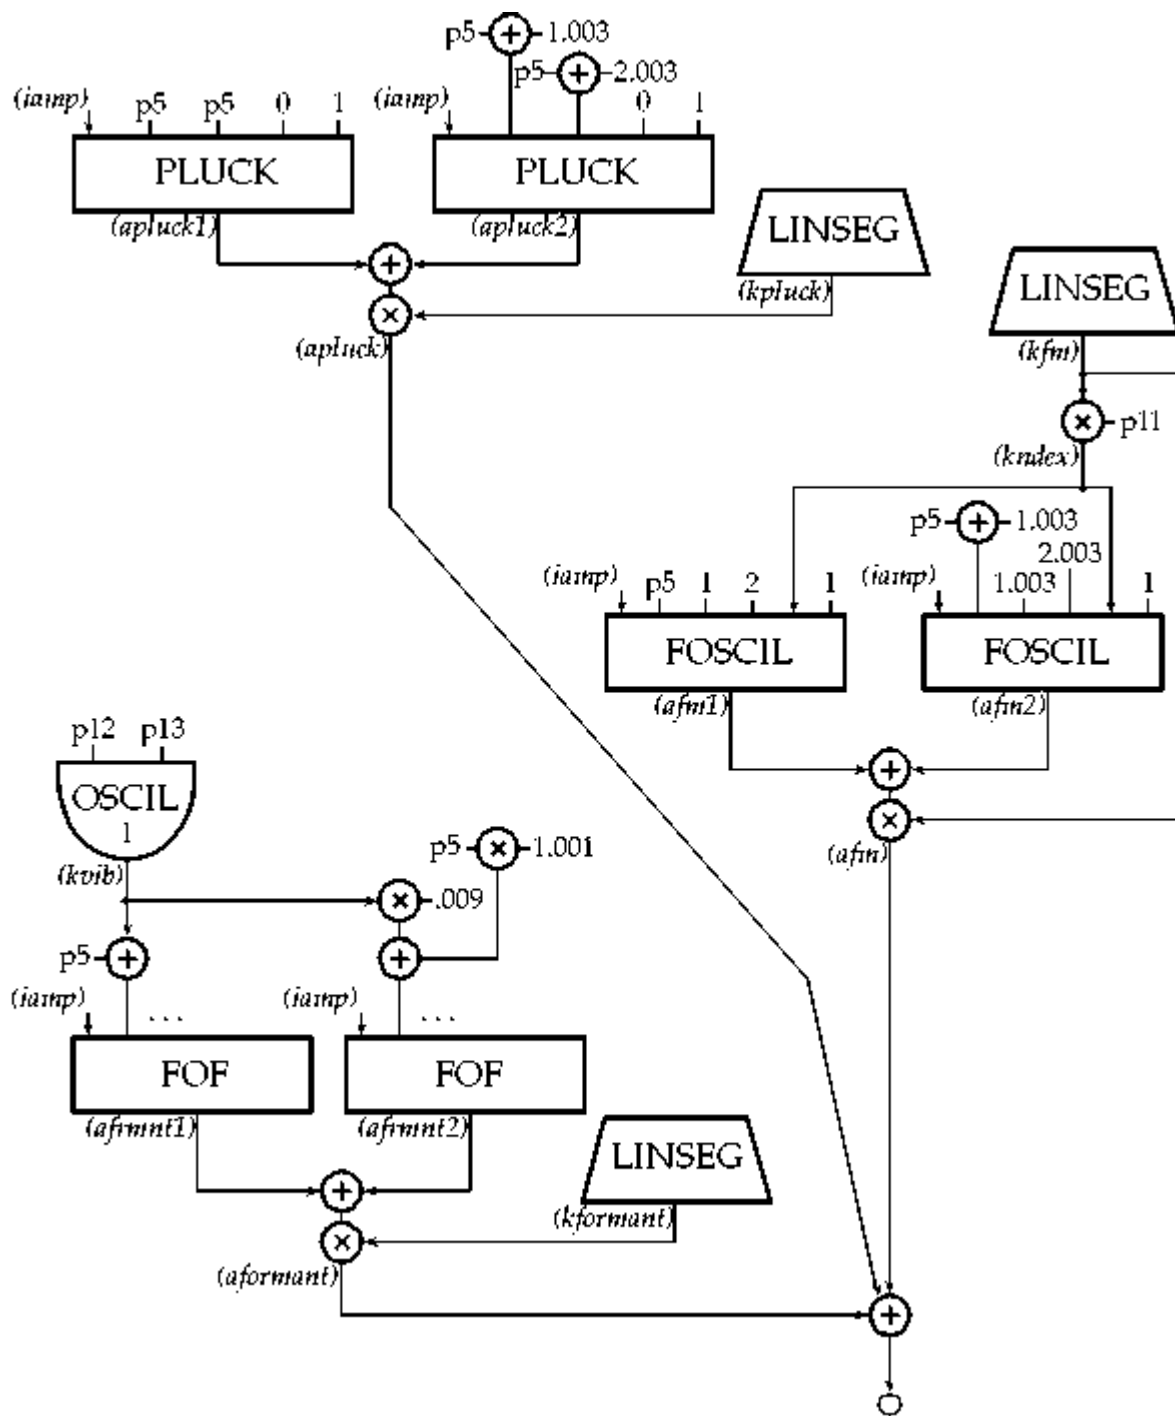 p5 + 1.003
p5 + 2.003
(iamp) p5 p5 0 1
(iamp) 0 1
PLUCK
PLUCK
(apluck1)
(apluck2)
LINSEG
(kpluck)
+
×
(apluck)
LINSEG
(kfm)
× p11
(kndex)
p5 + 1.003
2.003
(iamp) p5 1 2 1
(iamp) 1.003 1
FOSCIL
FOSCIL
(afm1)
(afm2)
+
×
(afm)
p12 p13
OSCIL
1
(kvib)
p5 × 1.001
× .009
p5 +
+
(iamp) ...
(iamp) ...
FOF
FOF
(afrmnt1)
(afrmnt2)
LINSEG
(kformant)
+
×
(aformant)
+